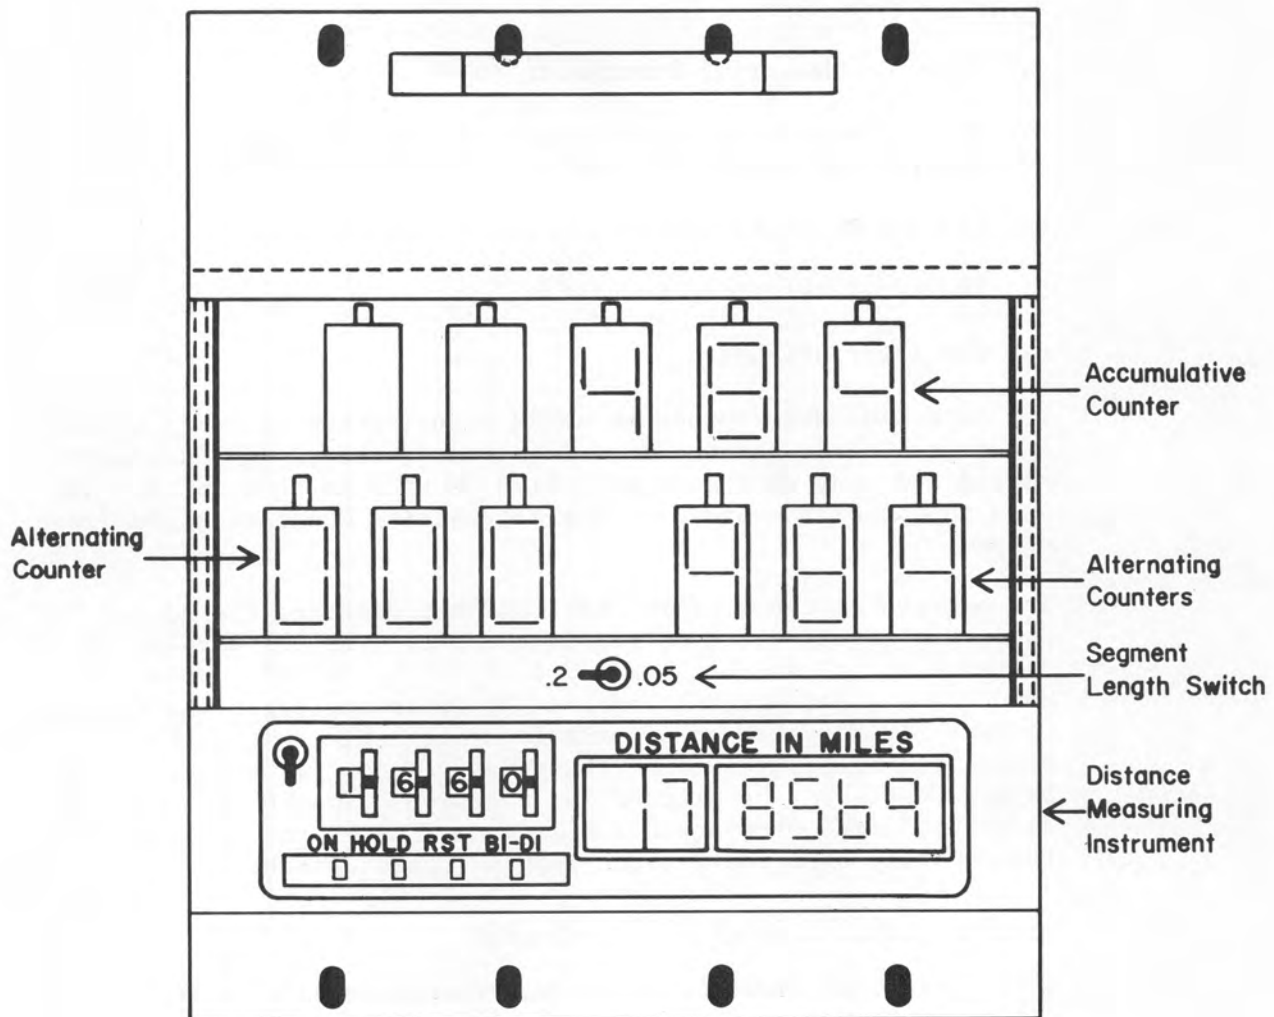 4 8 9
Accumulative
Counter
Alternating
Counter
0 0 0
9 8 9
Alternating
Counters
.2 .05
Segment
Length Switch
DISTANCE IN MILES
1 6 6 0
17 8569
ON HOLD RST BI-DI
Distance
Measuring
Instrument